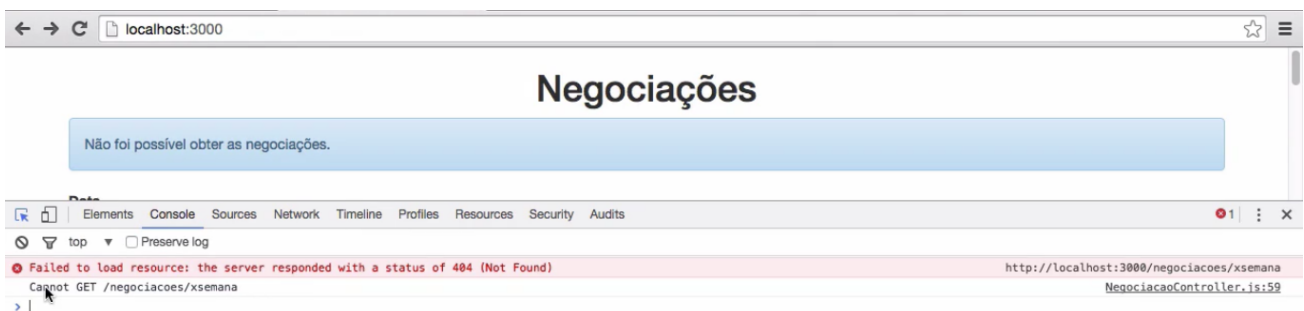 localhost:3000
Negociações
Não foi possível obter as negociações.
Elements Console Sources Network Timeline Profiles Resources Security Audits 1
top Preserve log
Failed to load resource: the server responded with a status of 404 (Not Found) http://localhost:3000/negociacoes/xsemana
Cannot GET /negociacoes/xsemana NegociacaoController.js:59